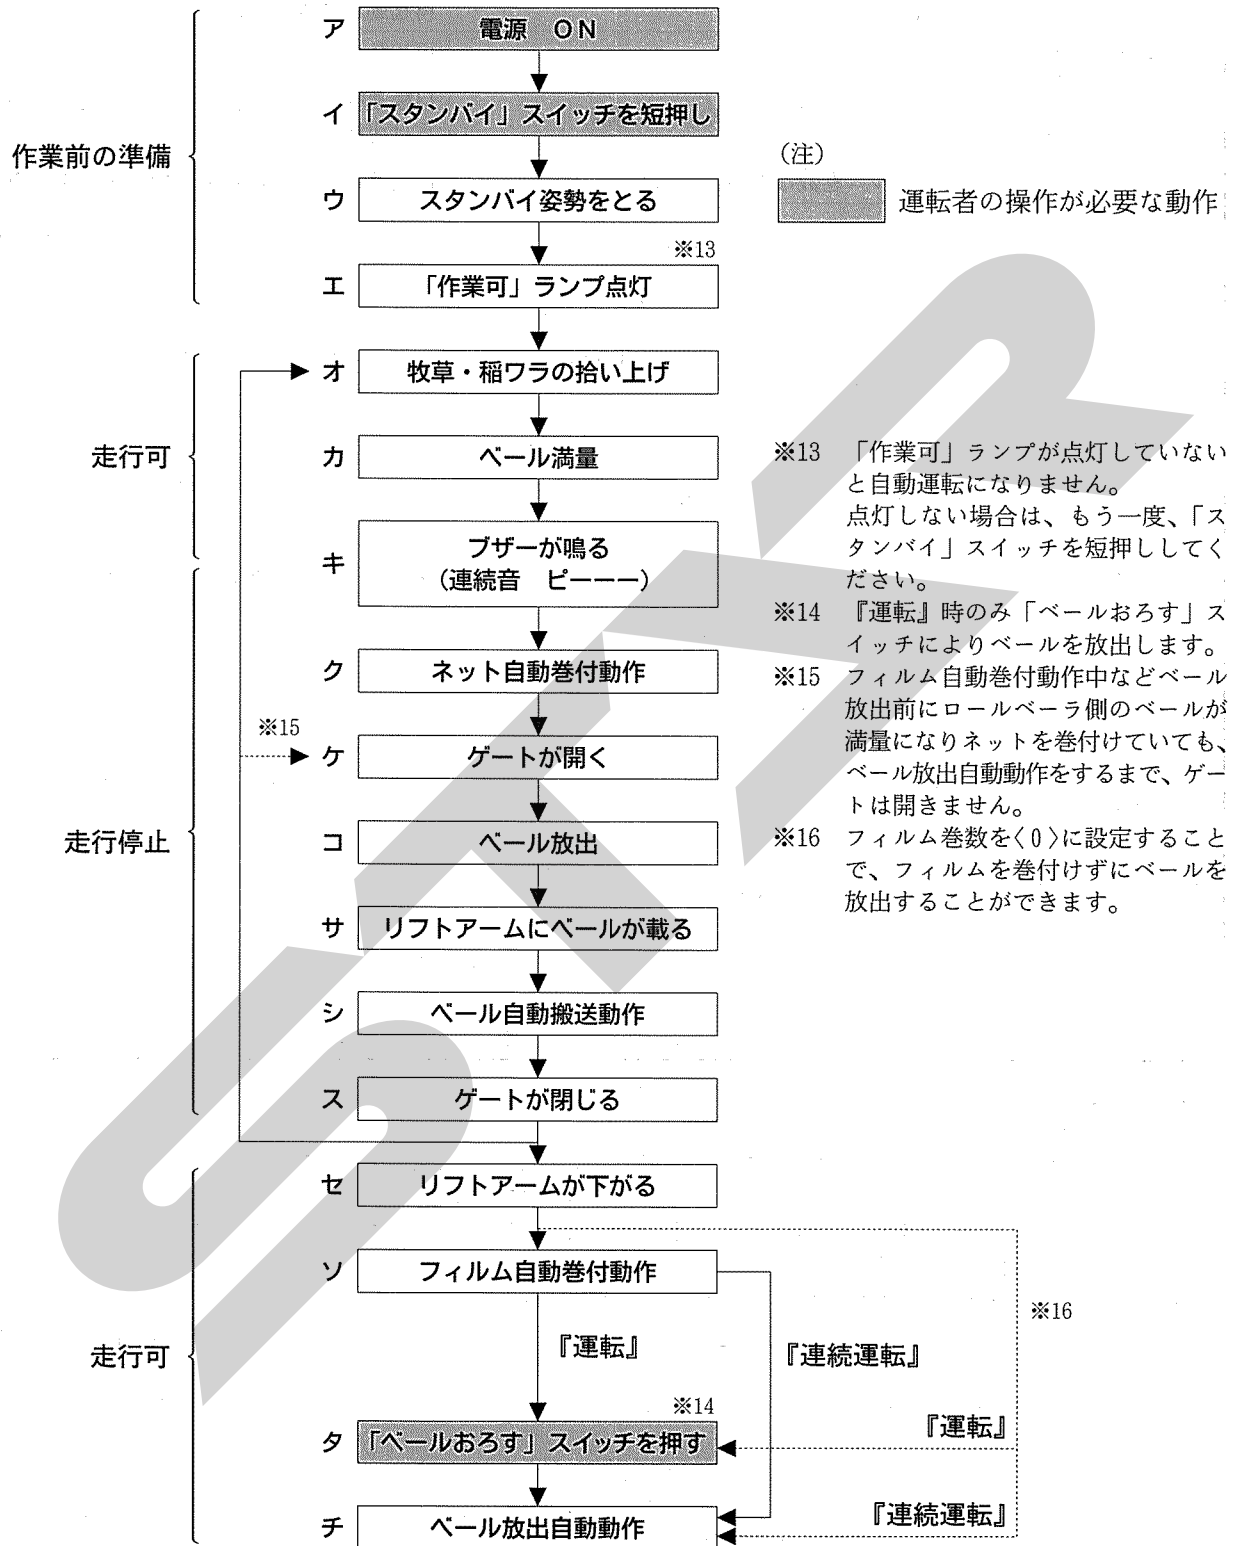 ア 電源 ON
イ 「スタンバイ」スイッチを短押し
作業前の準備
ウ スタンバイ姿勢をとる
※13
エ 「作業可」ランプ点灯
(注)
運転者の操作が必要な動作
オ 牧草・稲ワラの拾い上げ
走行可
カ ベール満量
キ ブザーが鳴る
(連続音 ピーーー)
ク ネット自動巻付動作
※15
ケ ゲートが開く
走行停止
コ ベール放出
サ リフトアームにベールが載る
シ ベール自動搬送動作
ス ゲートが閉じる
※13 「作業可」ランプが点灯していない
と自動運転になりません。
点灯しない場合は、もう一度、「ス
タンバイ」スイッチを短押ししてく
ださい。
※14 『運転』時のみ「ベールおろす」ス
イッチによりベールを放出します。
※15 フィルム自動巻付動作中などベール
放出前にロールベーラ側のベールが
満量になりネットを巻付けていても、
ベール放出自動動作をするまで、ゲー
トは開きません。
※16 フィルム巻数を〈0〉に設定すること
で、フィルムを巻付けずにベールを
放出することができます。
セ リフトアームが下がる
ソ フィルム自動巻付動作
※16
走行可
『運転』
『連続運転』
※14
『運転』
タ 「ベールおろす」スイッチを押す
『連続運転』
チ ベール放出自動動作
STXR